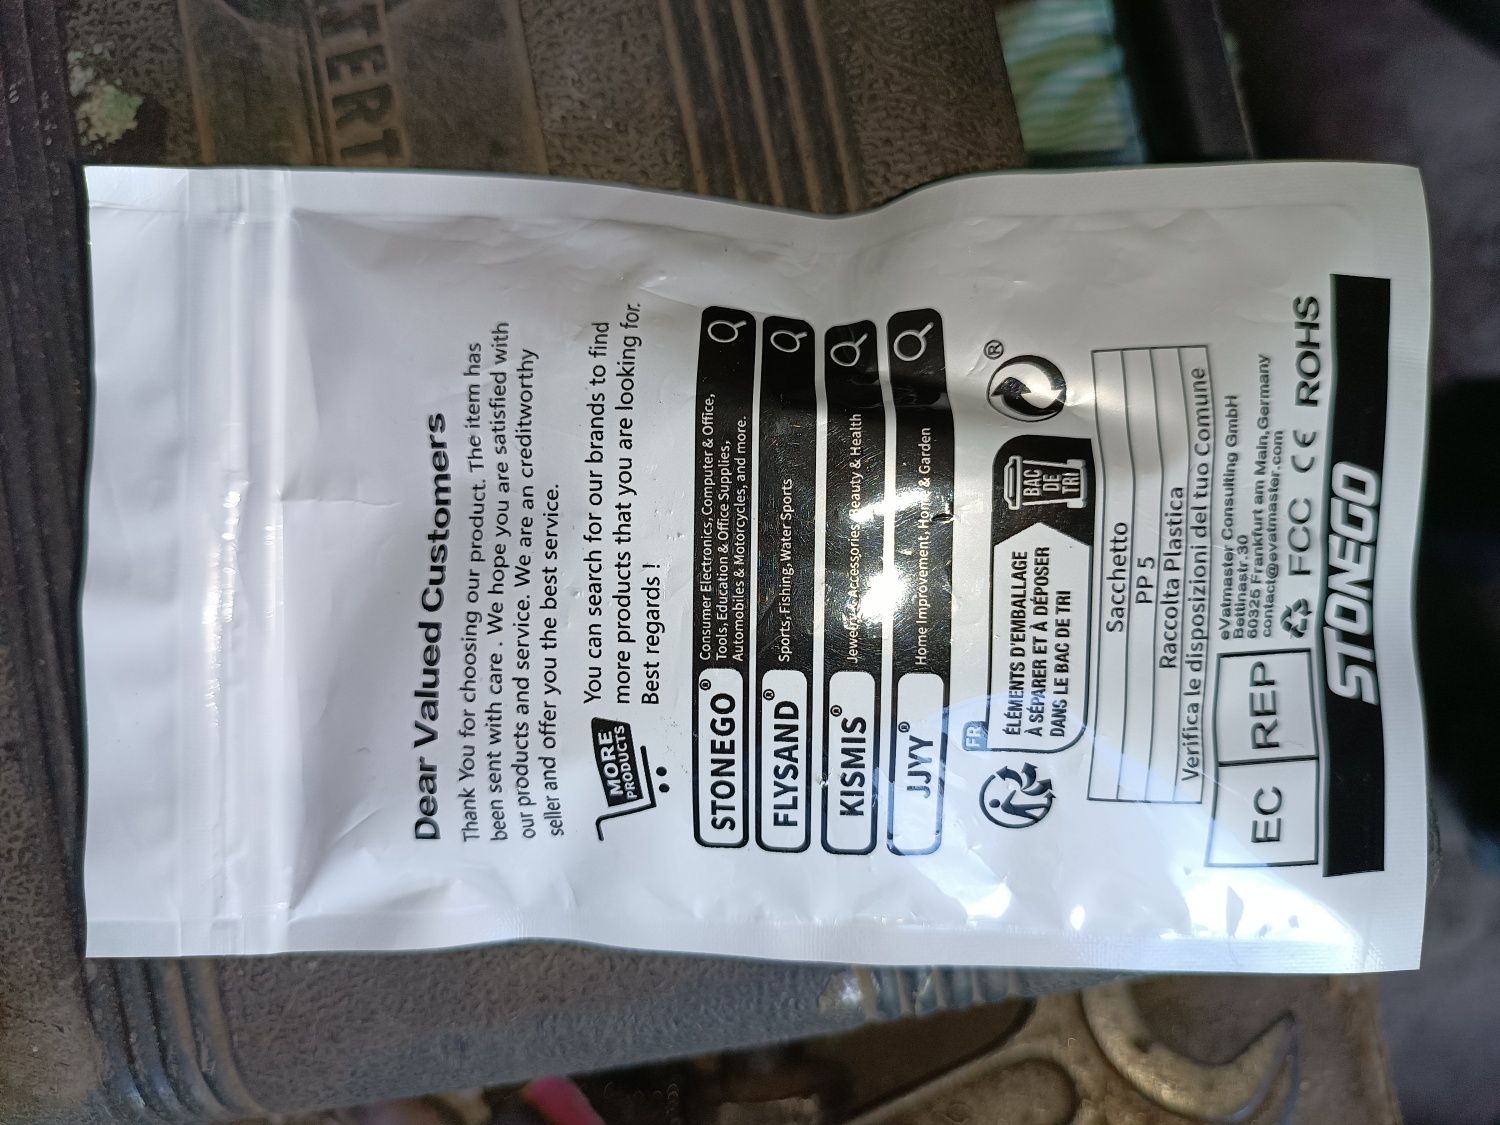 Dear Valued Customers
Thank You for choosing our product. The item has
been sent with care . We hope you are satisfied with
our products and service. We are an creditworthy
seller and offer you the best service.
MORE
PRODUCTS
You can search for our brands to find
more products that you are looking for.
Best regards !
STONEGO®
Consumer Electronics, Computer & Office,
Tools, Education & Office Supplies,
Automobiles & Motorcycles, and more.
FLYSAND®
Sports, Fishing, Water Sports
KISMIS®
Jewelry & Accessories, Beauty & Health
JJYY®
Home Improvement, Home & Garden
FR
ÉLÉMENTS D'EMBALLAGE
À SÉPARER ET À DÉPOSER
DANS LE BAC DE TRI
BAC
DE
TRI
®
Sacchetto
PP 5
Raccolta Plastica
Verifica le disposizioni del tuo Comune
EC REP
eVatmaster Consulting GmbH
Bettinastr.30
60325 Frankfurt am Main,Germany
contact@evatmaster.com
FCC CE ROHS
STONEGO